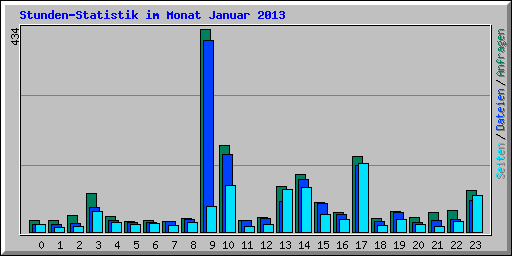 Stunden-Statistik im Monat Januar 2013
434
Seiten / Dateien / Anfragen
0 1 2 3 4 5 6 7 8 9 10 11 12 13 14 15 16 17 18 19 20 21 22 23